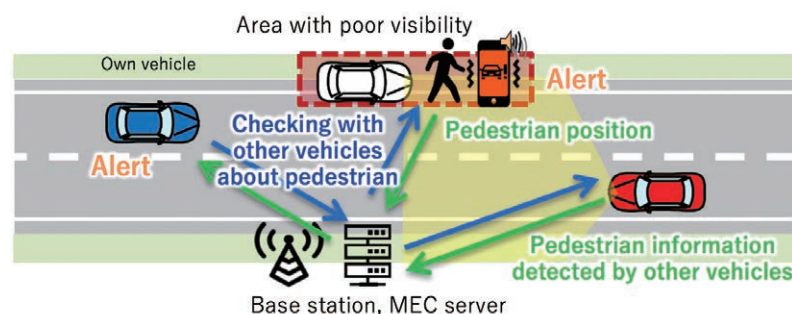 Area with poor visibility
Own vehicle
Alert
Checking with
other vehicles
about pedestrian
Pedestrian position
Alert
Pedestrian information
detected by other vehicles
Base station, MEC server